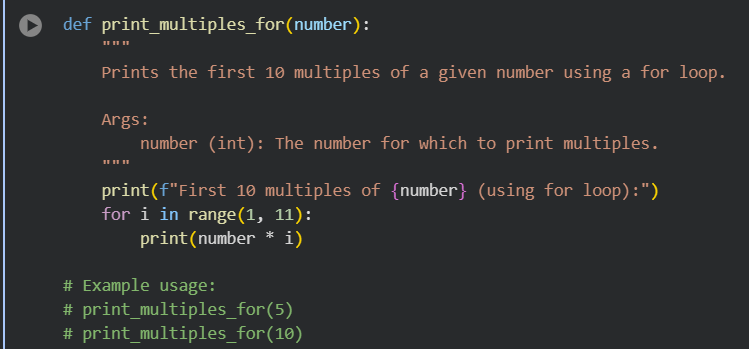 def print_multiples_for(number):
    """
    Prints the first 10 multiples of a given number using a for loop.

    Args:
        number (int): The number for which to print multiples.
    """
    print(f"First 10 multiples of {number} (using for loop):")
    for i in range(1, 11):
        print(number * i)

# Example usage:
# print_multiples_for(5)
# print_multiples_for(10)